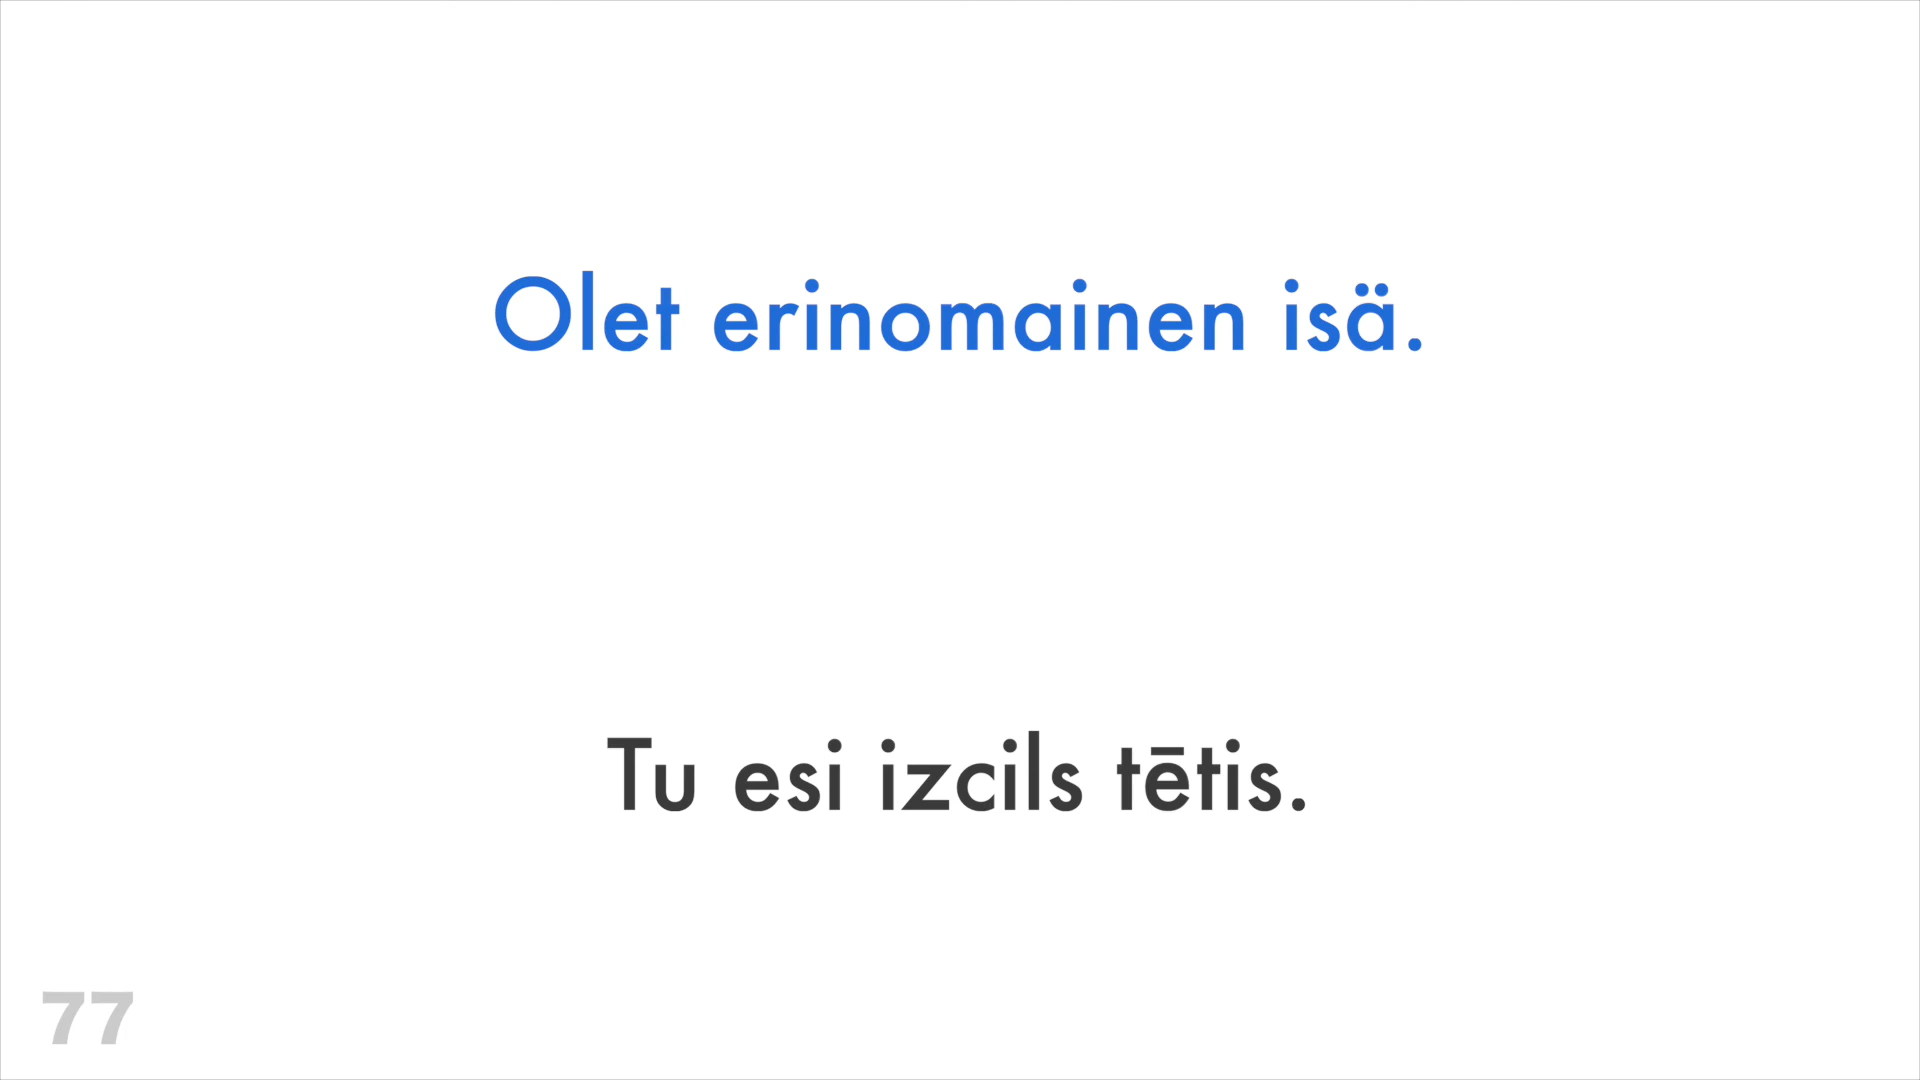 Olet erinomainen isä.
Tu esi izcils tētis.
77